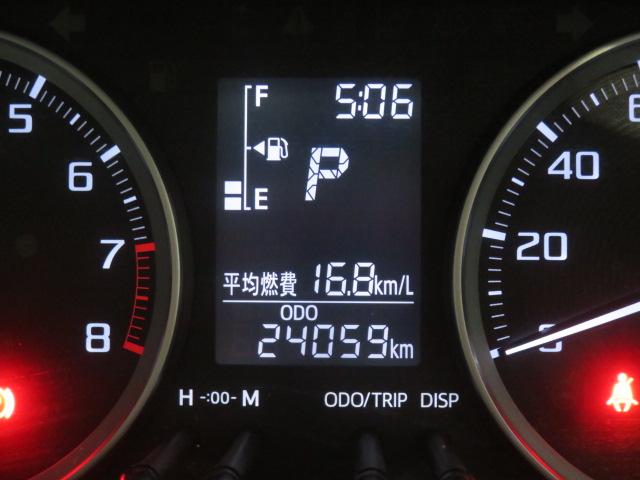 F
5:06
P
E
平均燃費 16.8km/L
ODO
24059km
5
6
7
8
40
20
0
H -:00- M
ODO/TRIP DISP